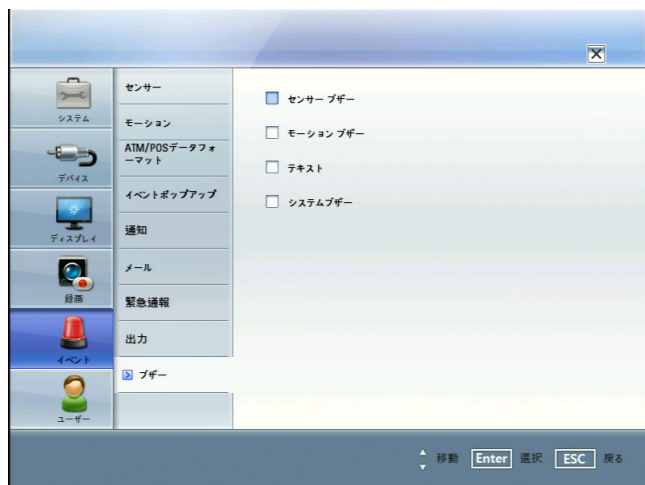 システム
デバイス
ディスプレイ
録画
イベント
ユーザー
センサー
モーション
ATM/POSデータフォ
ーマット
イベントポップアップ
通知
メール
緊急通報
出力
ブザー
センサー ブザー
モーション ブザー
テキスト
システムブザー
移動 Enter 選択 ESC 戻る